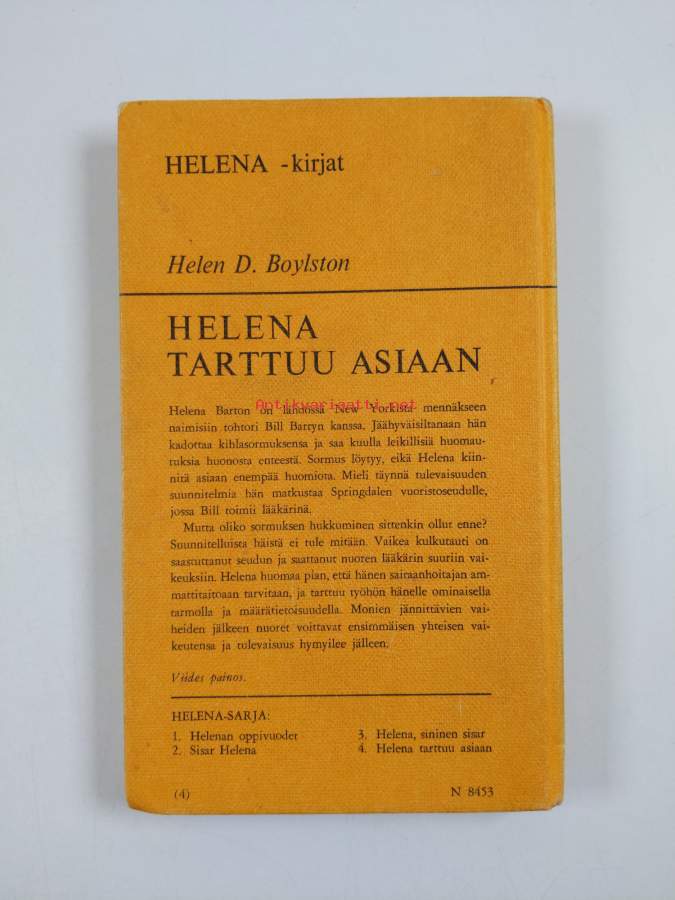 HELENA -kirjat
Helen D. Boylston
HELENA
TARTTUU ASIAAN
Antikvariaatti.net
Helena Barton on lähdössä New Yorkista mennäkseen
naimisiin tohtori Bill Barryn kanssa. Jäähyväisiltanaan hän
kadottaa kihlasormuksensa ja saa kuulla leikillisiä huomau-
tuksia huonosta enteestä. Sormus löytyy, eikä Helena kiin-
nitä asiaan enempää huomiota. Mieli täynnä tulevaisuuden
suunnitelmia hän matkustaa Springdalen vuoristoseudulle,
jossa Bill toimii lääkärinä.
Mutta oliko sormuksen hukkuminen sittenkin ollut enne?
Suunnitelluista häistä ei tule mitään. Vaikea kulkutauti on
saastuttanut seudun ja saattanut nuoren lääkärin suuriin vai-
keuksiin. Helena huomaa pian, että hänen sairaanhoitajan am-
mattitaitoaan tarvitaan, ja tarttuu työhön hänelle ominaisella
tarmolla ja määrätietoisuudella. Monien jännittävien vai-
heiden jälkeen nuoret voittavat ensimmäisen yhteisen vai-
keutensa ja tulevaisuus hymyilee jälleen.
Viides painos.
HELENA-SARJA:
1. Helenan oppivuodet
2. Sisar Helena
3. Helena, sininen sisar
4. Helena tarttuu asiaan
(4)
N 8453